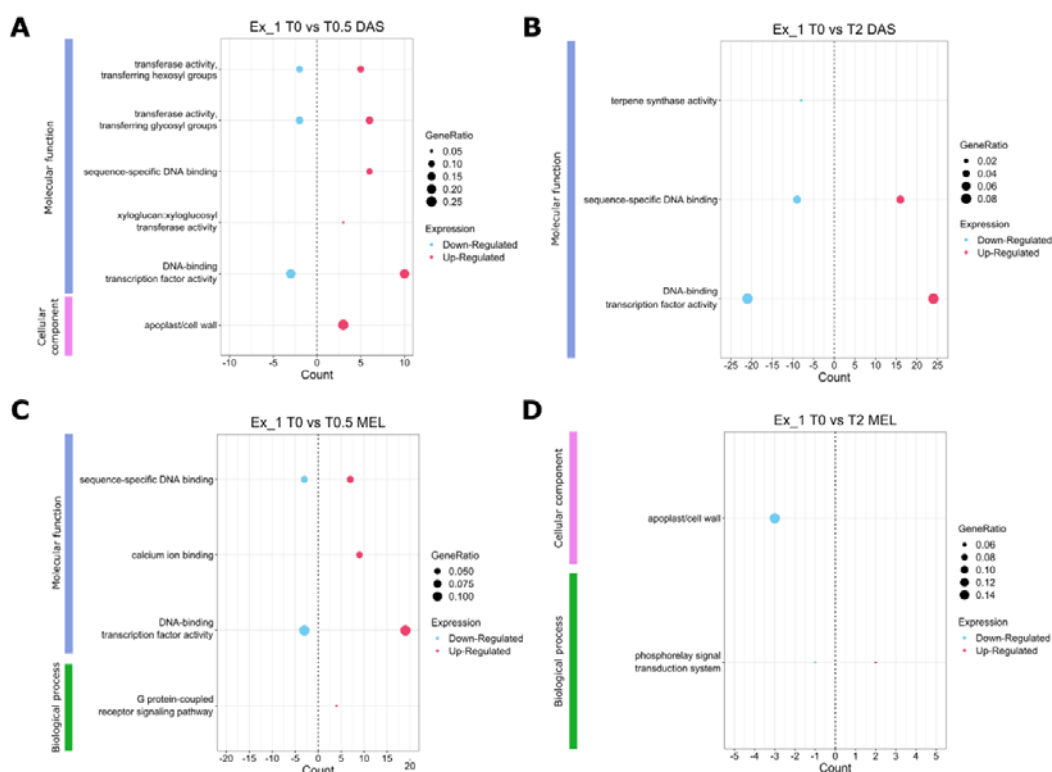 A
Ex_1 T0 vs T0.5 DAS
Molecular function
Cellular
component
transferase activity,
transferring hexosyl groups
transferase activity,
transferring glycosyl groups
sequence-specific DNA binding
xyloglucan:xyloglucosyl
transferase activity
DNA-binding
transcription factor activity
apoplast/cell wall
-10 -5 0 5 10
Count
GeneRatio
0.05
0.10
0.15
0.20
0.25
Expression
Down-Regulated
Up-Regulated
B
Ex_1 T0 vs T2 DAS
Molecular function
terpene synthase activity
sequence-specific DNA binding
DNA-binding
transcription factor activity
-25 -20 -15 -10 -5 0 5 10 15 20 25
Count
GeneRatio
0.02
0.04
0.06
0.08
Expression
Down-Regulated
Up-Regulated
C
Ex_1 T0 vs T0.5 MEL
Molecular function
Biological process
sequence-specific DNA binding
calcium ion binding
DNA-binding
transcription factor activity
G protein-coupled
receptor signaling pathway
-20 -15 -10 -5 0 5 10 15 20
Count
GeneRatio
0.050
0.075
0.100
Expression
Down-Regulated
Up-Regulated
D
Ex_1 T0 vs T2 MEL
Cellular component
Biological process
apoplast/cell wall
phosphorelay signal
transduction system
-5 -4 -3 -2 -1 0 1 2 3 4 5
Count
GeneRatio
0.06
0.08
0.10
0.12
0.14
Expression
Down-Regulated
Up-Regulated